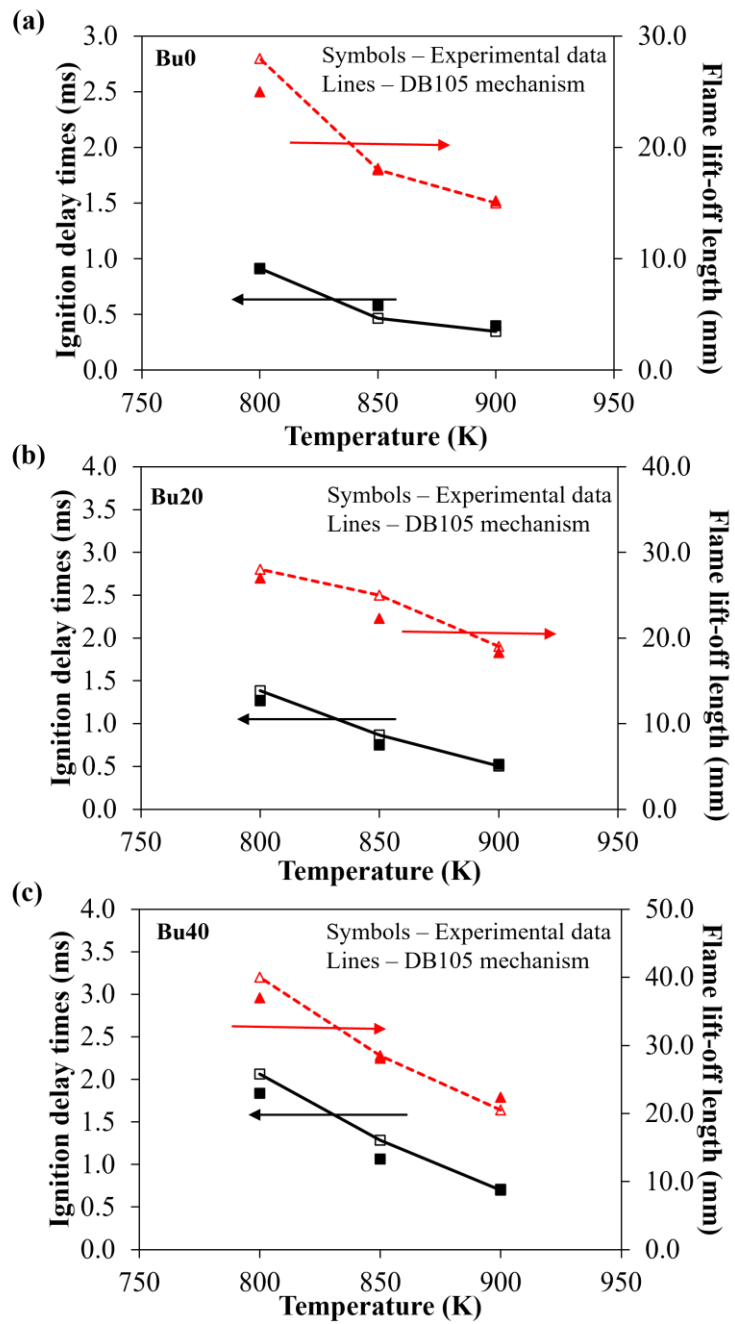 (a)
Bu0
Symbols – Experimental data
Lines – DB105 mechanism
Ignition delay times (ms)
3.0
2.5
2.0
1.5
1.0
0.5
0.0
Flame lift-off length (mm)
30.0
20.0
10.0
0.0
750 800 850 900 950
Temperature (K)
(b)
Bu20
Symbols – Experimental data
Lines – DB105 mechanism
Ignition delay times (ms)
4.0
3.5
3.0
2.5
2.0
1.5
1.0
0.5
0.0
Flame lift-off length (mm)
40.0
30.0
20.0
10.0
0.0
750 800 850 900 950
Temperature (K)
(c)
Bu40
Symbols – Experimental data
Lines – DB105 mechanism
Ignition delay times (ms)
4.0
3.5
3.0
2.5
2.0
1.5
1.0
0.5
0.0
Flame lift-off length (mm)
50.0
40.0
30.0
20.0
10.0
0.0
750 800 850 900 950
Temperature (K)